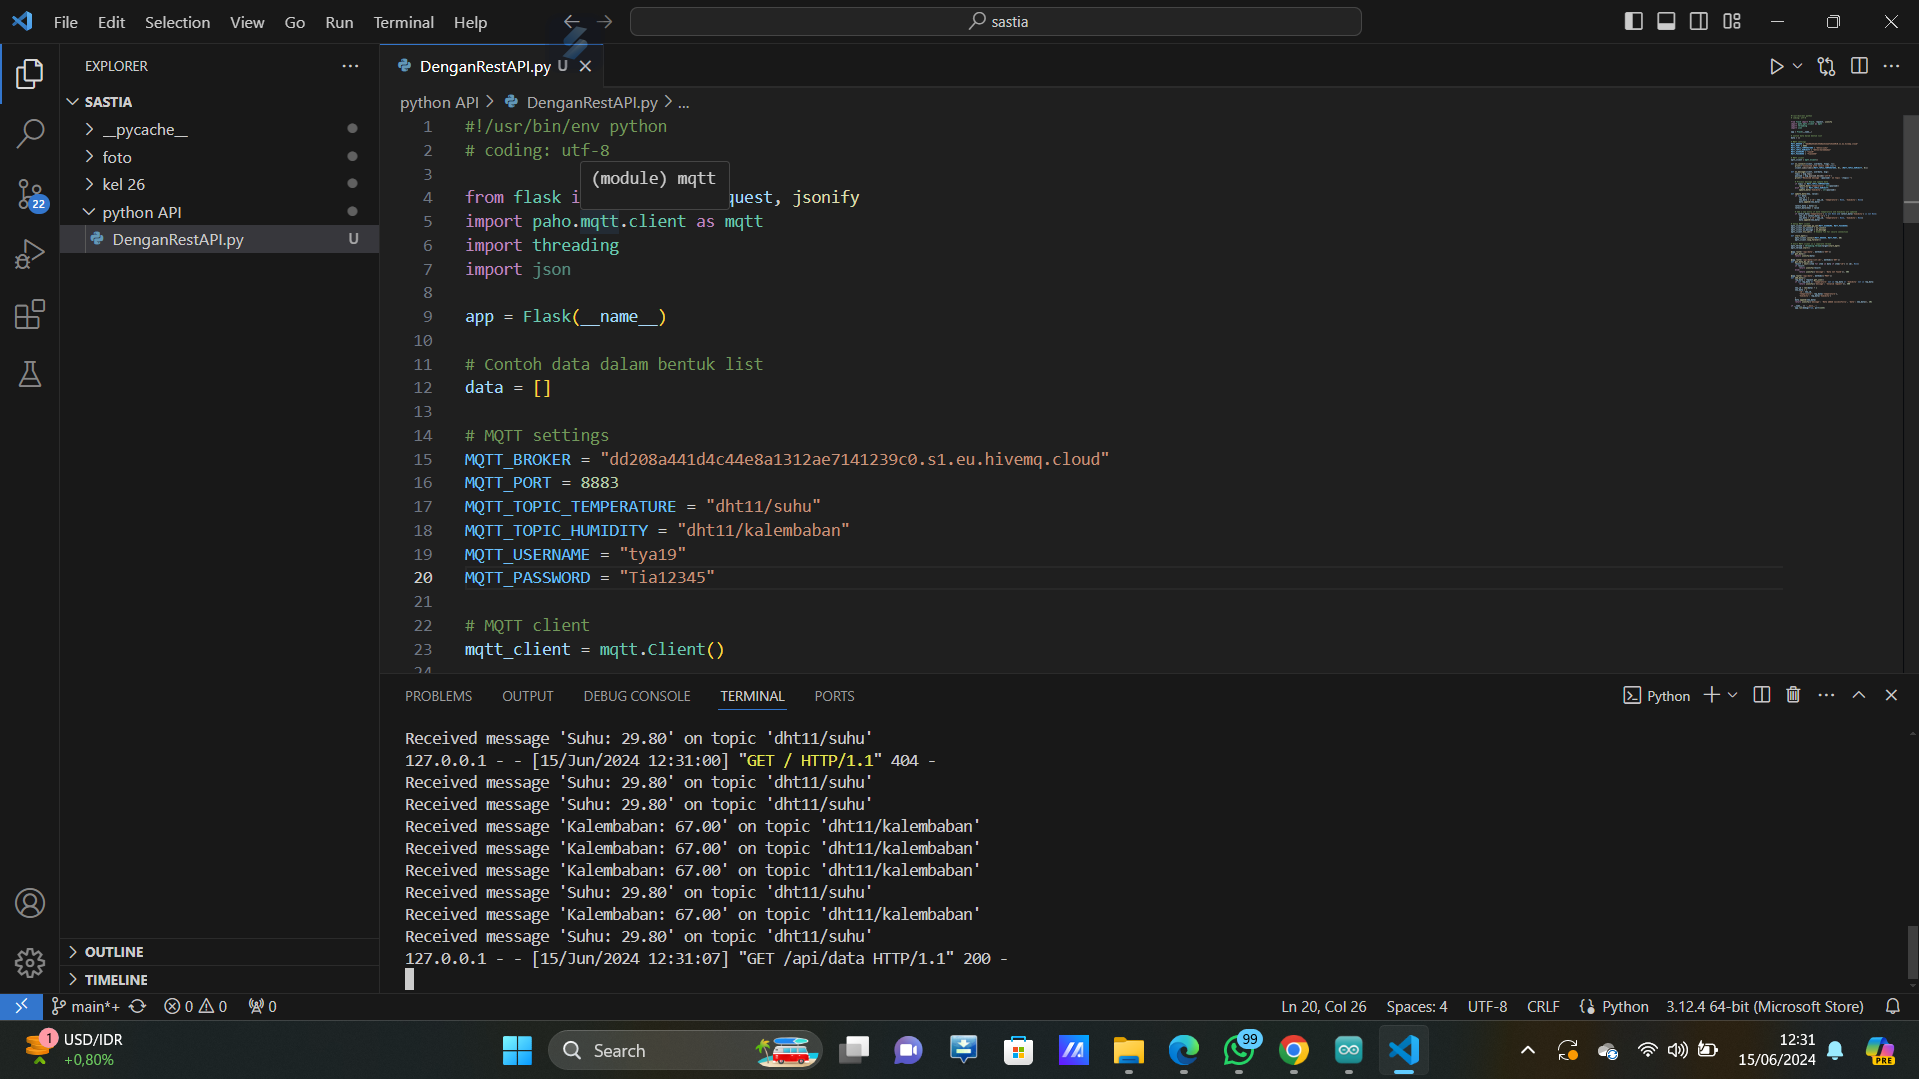 File Edit Selection View Go Run Terminal Help
sastia
EXPLORER
SASTIA
__pycache__
foto
kel 26
python API
DenganRestAPI.py U
22
DenganRestAPI.py U
python API > DenganRestAPI.py > ...
1 #!/usr/bin/env python
2 # coding: utf-8
3
(module) mqtt
4 from flask i quest, jsonify
5 import paho.mqtt.client as mqtt
6 import threading
7 import json
8
9 app = Flask(__name__)
10
11 # Contoh data dalam bentuk list
12 data = []
13
14 # MQTT settings
15 MQTT_BROKER = "dd208a441d4c44e8a1312ae7141239c0.s1.eu.hivemq.cloud"
16 MQTT_PORT = 8883
17 MQTT_TOPIC_TEMPERATURE = "dht11/suhu"
18 MQTT_TOPIC_HUMIDITY = "dht11/kalembaban"
19 MQTT_USERNAME = "tya19"
20 MQTT_PASSWORD = "Tia12345"
21
22 # MQTT client
23 mqtt_client = mqtt.Client()
24
PROBLEMS OUTPUT DEBUG CONSOLE TERMINAL PORTS
Python
Received message 'Suhu: 29.80' on topic 'dht11/suhu'
127.0.0.1 - - [15/Jun/2024 12:31:00] "GET / HTTP/1.1" 404 -
Received message 'Suhu: 29.80' on topic 'dht11/suhu'
Received message 'Suhu: 29.80' on topic 'dht11/suhu'
Received message 'Kalembaban: 67.00' on topic 'dht11/kalembaban'
Received message 'Kalembaban: 67.00' on topic 'dht11/kalembaban'
Received message 'Kalembaban: 67.00' on topic 'dht11/kalembaban'
Received message 'Suhu: 29.80' on topic 'dht11/suhu'
Received message 'Kalembaban: 67.00' on topic 'dht11/kalembaban'
Received message 'Suhu: 29.80' on topic 'dht11/suhu'
127.0.0.1 - - [15/Jun/2024 12:31:07] "GET /api/data HTTP/1.1" 200 -
OUTLINE
TIMELINE
main*+ 0 0 0
Ln 20, Col 26 Spaces: 4 UTF-8 CRLF Python 3.12.4 64-bit (Microsoft Store)
1
USD/IDR
+0,80%
Search
99
12:31
15/06/2024
PRE